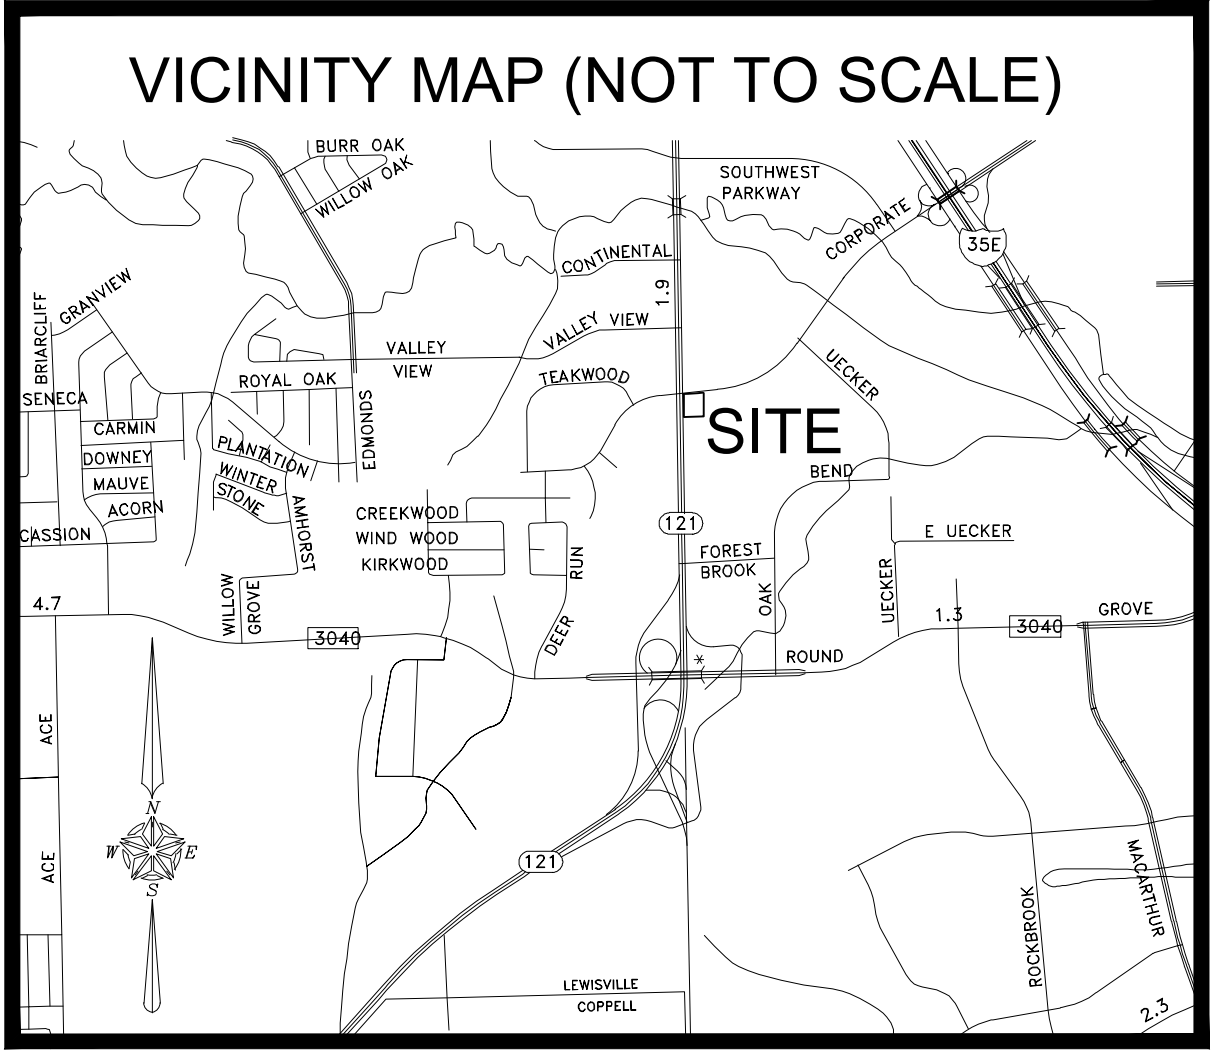 VICINITY MAP (NOT TO SCALE)
BURR OAK
WILLOW OAK
SOUTHWEST
PARKWAY
CORPORATE
35E
CONTINENTAL
1.9
GRANVIEW
BRIARCLIFF
VALLEY VIEW
VALLEY
VIEW
UECKER
ROYAL OAK
TEAKWOOD
SENECA
EDMONDS
SITE
CARMIN
PLANTATION
DOWNEY
WINTER
STONE
MAUVE
BEND
ACORN
AMHORST
CREEKWOOD
121
CASSION
WIND WOOD
E UECKER
KIRKWOOD
RUN
FOREST
BROOK
OAK
UECKER
WILLOW
GROVE
4.7
DEER
1.3
GROVE
3040
3040
*
ROUND
ACE
N
W E
S
ACE
121
MACARTHUR
ROCKBROOK
LEWISVILLE
COPPELL
2.3